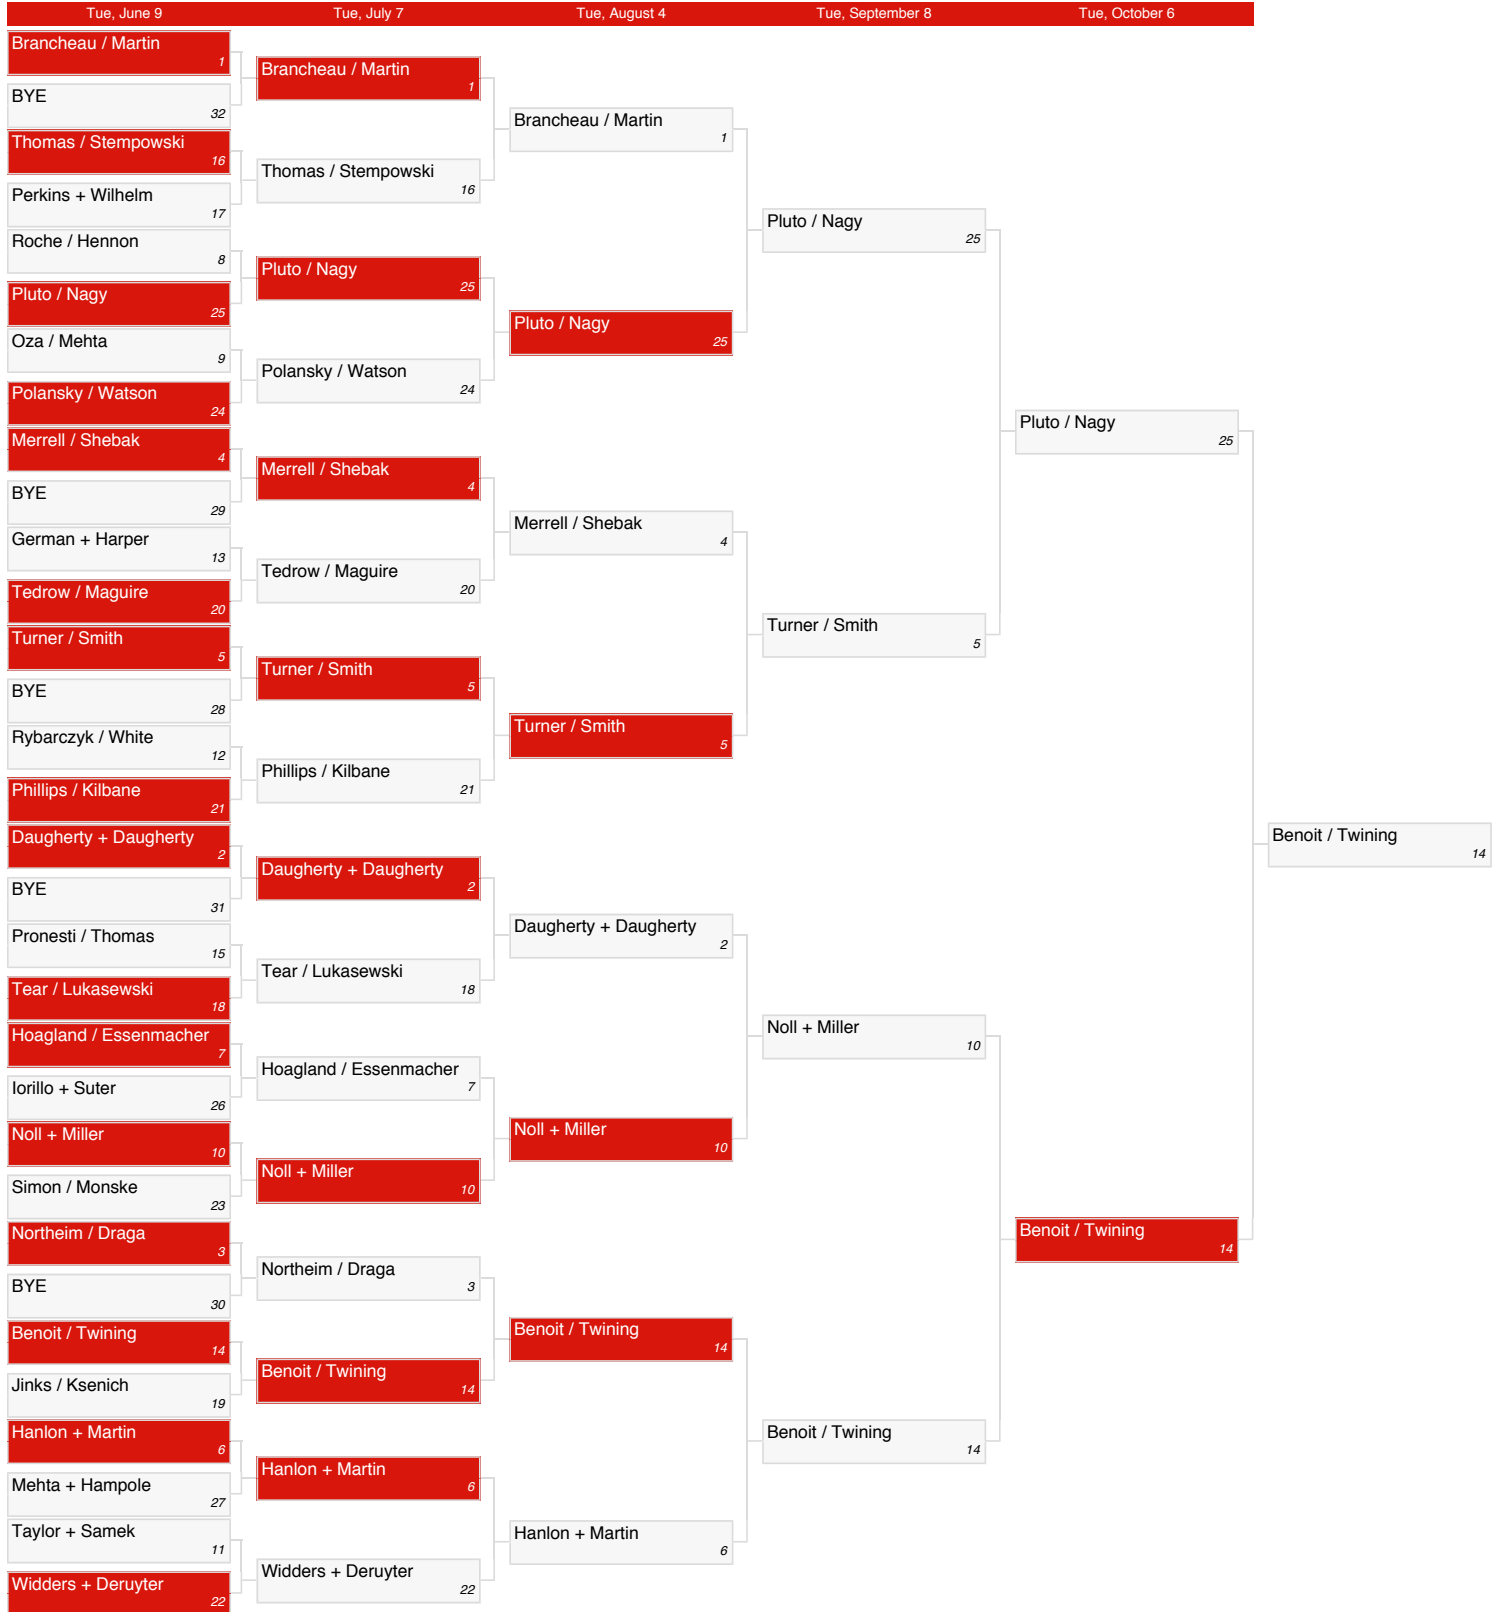 Tue, June 9
Tue, July 7
Tue, August 4
Tue, September 8
Tue, October 6
Brancheau / Martin
1
BYE
32
Thomas / Stempowski
16
Perkins + Wilhelm
17
Roche / Hennon
8
Pluto / Nagy
25
Oza / Mehta
9
Polansky / Watson
24
Merrell / Shebak
4
BYE
29
German + Harper
13
Tedrow / Maguire
20
Turner / Smith
5
BYE
28
Rybarczyk / White
12
Phillips / Kilbane
21
Daugherty + Daugherty
2
BYE
31
Pronesti / Thomas
15
Tear / Lukasewski
18
Hoagland / Essenmacher
7
Iorillo + Suter
26
Noll + Miller
10
Simon / Monske
23
Northeim / Draga
3
BYE
30
Benoit / Twining
14
Jinks / Ksenich
19
Hanlon + Martin
6
Mehta + Hampole
27
Taylor + Samek
11
Widders + Deruyter
22
Brancheau / Martin
1
Thomas / Stempowski
16
Pluto / Nagy
25
Polansky / Watson
24
Merrell / Shebak
4
Tedrow / Maguire
20
Turner / Smith
5
Phillips / Kilbane
21
Daugherty + Daugherty
2
Tear / Lukasewski
18
Hoagland / Essenmacher
7
Noll + Miller
10
Northeim / Draga
3
Benoit / Twining
14
Hanlon + Martin
6
Widders + Deruyter
22
Brancheau / Martin
1
Pluto / Nagy
25
Merrell / Shebak
4
Turner / Smith
5
Daugherty + Daugherty
2
Noll + Miller
10
Benoit / Twining
14
Hanlon + Martin
6
Pluto / Nagy
25
Turner / Smith
5
Noll + Miller
10
Benoit / Twining
14
Pluto / Nagy
25
Benoit / Twining
14
Benoit / Twining
14